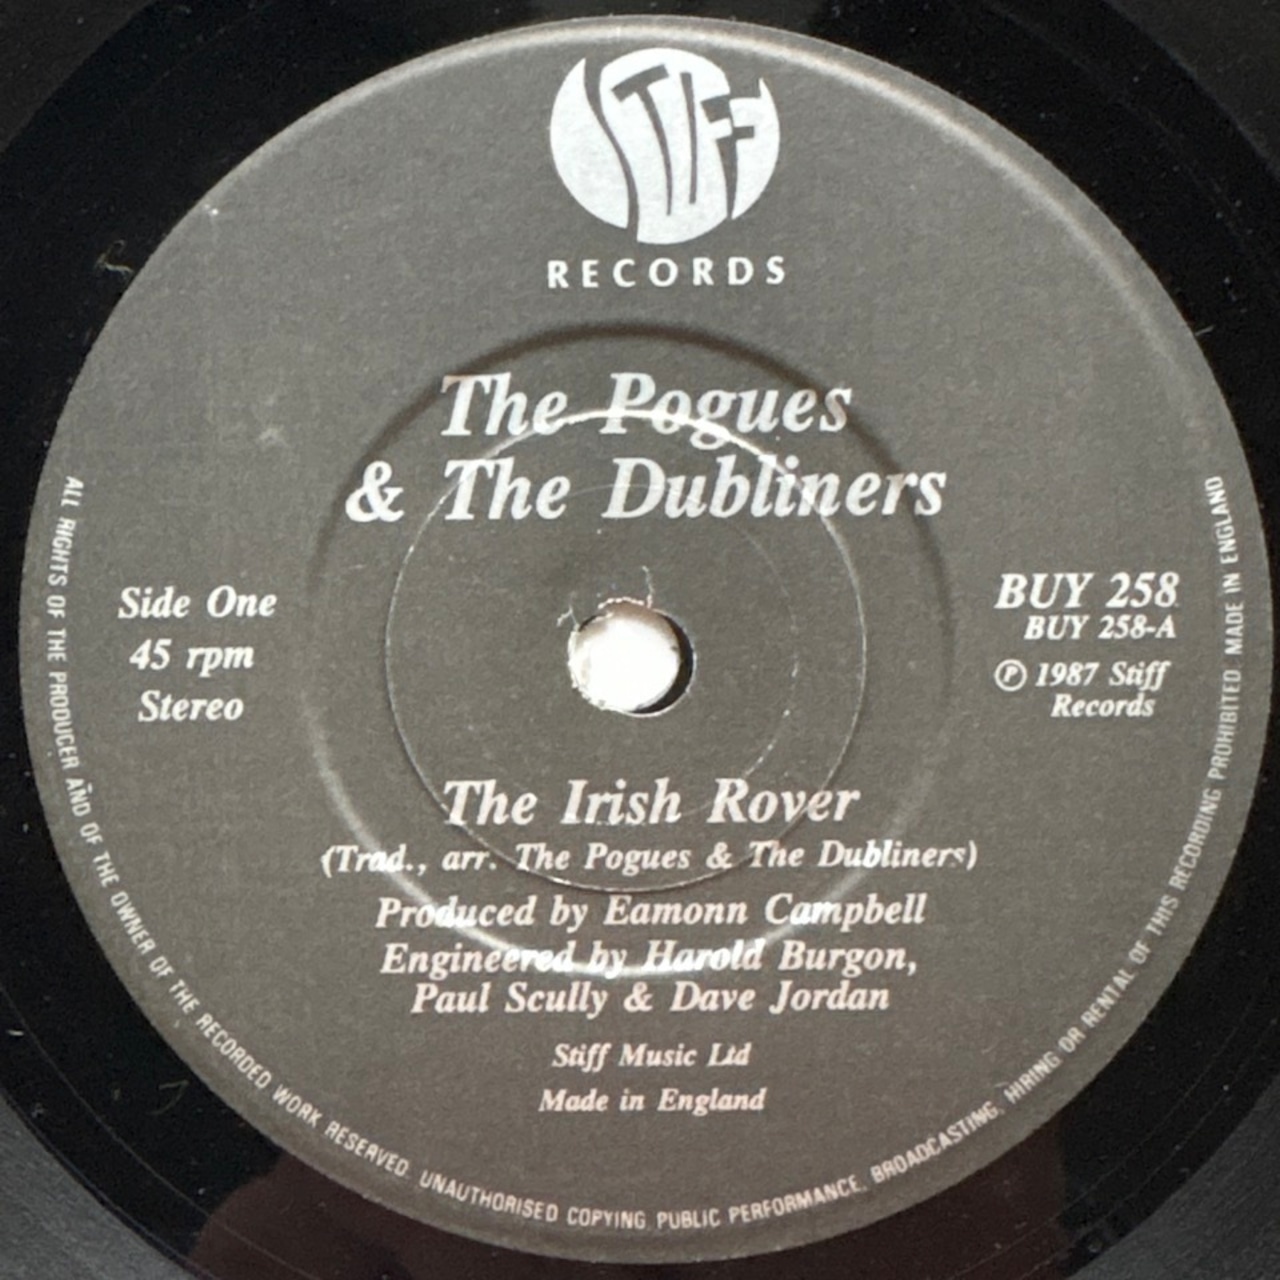 STIFF
RECORDS
The Pogues
& The Dubliners
Side One
45 rpm
Stereo
BUY 258
BUY 258-A
Ⓟ 1987 Stiff
Records
The Irish Rover
(Trad., arr. The Pogues & The Dubliners)
Produced by Eamonn Campbell
Engineered by Harold Burgon,
Paul Scully & Dave Jordan
Stiff Music Ltd
Made in England
ALL RIGHTS OF THE PRODUCER AND OF THE OWNER OF THE RECORDED WORK RESERVED. UNAUTHORISED COPYING, PUBLIC PERFORMANCE, BROADCASTING, HIRING OR RENTAL OF THIS RECORDING PROHIBITED. MADE IN ENGLAND